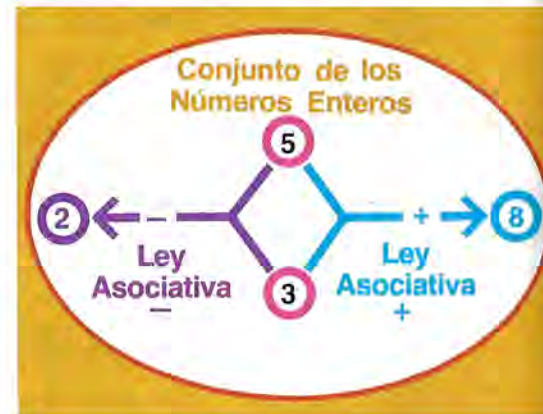 Conjunto de los
Números Enteros
5
2 - + 8
Ley Asociativa -
3
Ley Asociativa +